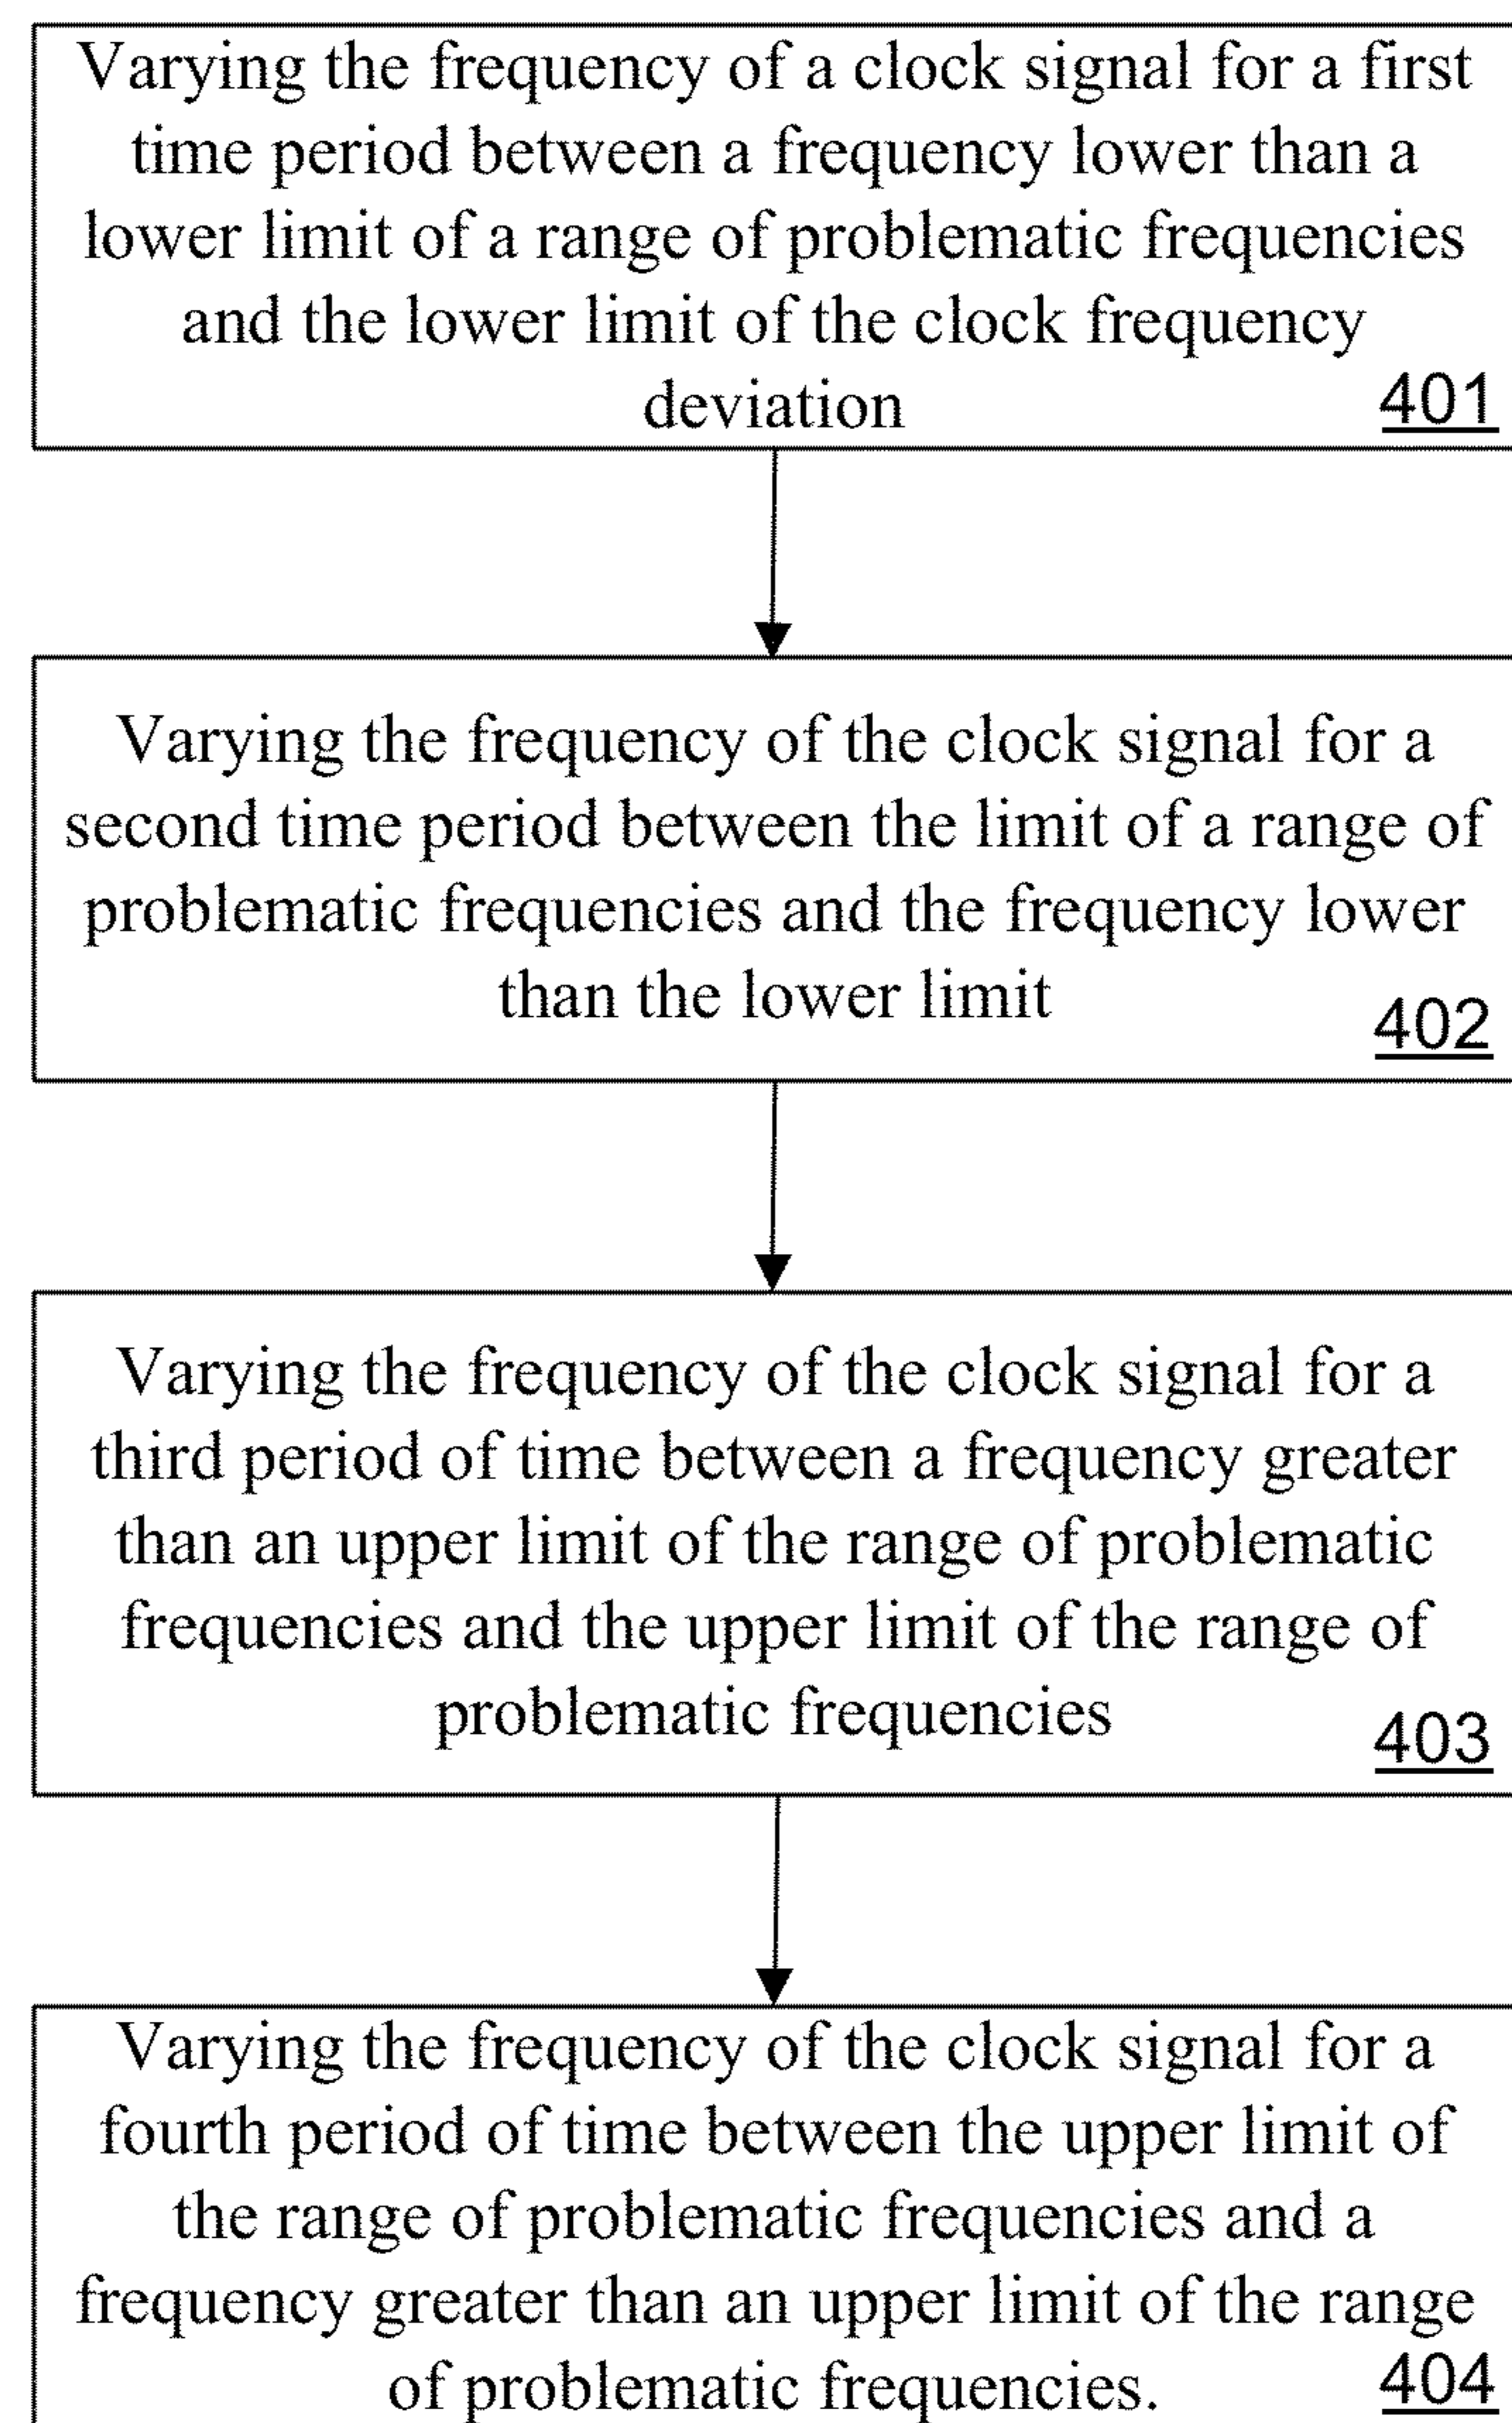 Varying the frequency of a clock signal for a first
time period between a frequency lower than a
lower limit of a range of problematic frequencies
and the lower limit of the clock frequency
deviation
401
Varying the frequency of the clock signal for a
second time period between the limit of a range of
problematic frequencies and the frequency lower
than the lower limit
402
Varying the frequency of the clock signal for a
third period of time between a frequency greater
than an upper limit of the range of problematic
frequencies and the upper limit of the range of
problematic frequencies
403
Varying the frequency of the clock signal for a
fourth period of time between the upper limit of
the range of problematic frequencies and a
frequency greater than an upper limit of the range
of problematic frequencies.
404